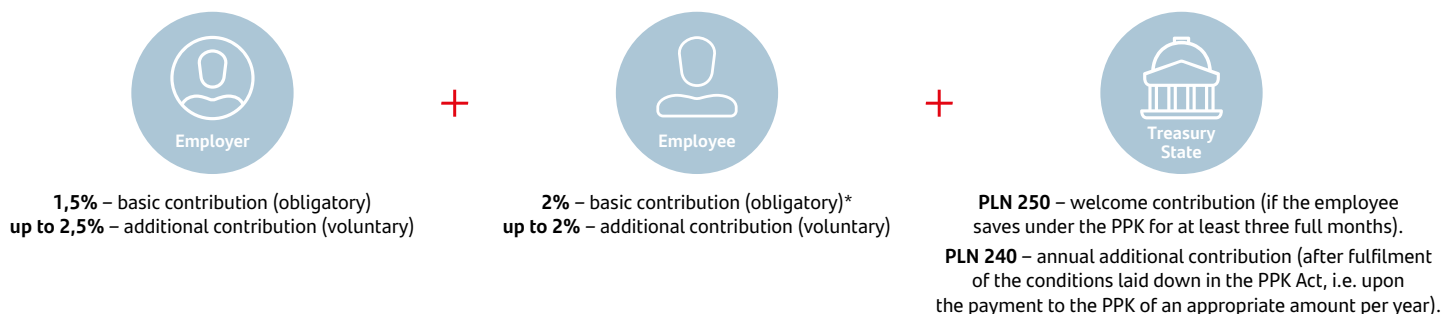 Employer
+
Employee
+
Treasury
State
1,5% – basic contribution (obligatory)
up to 2,5% – additional contribution (voluntary)
2% – basic contribution (obligatory)*
up to 2% – additional contribution (voluntary)
PLN 250 – welcome contribution (if the employee
saves under the PPK for at least three full months).
PLN 240 – annual additional contribution (after fulfilment
of the conditions laid down in the PPK Act, i.e. upon
the payment to the PPK of an appropriate amount per year).